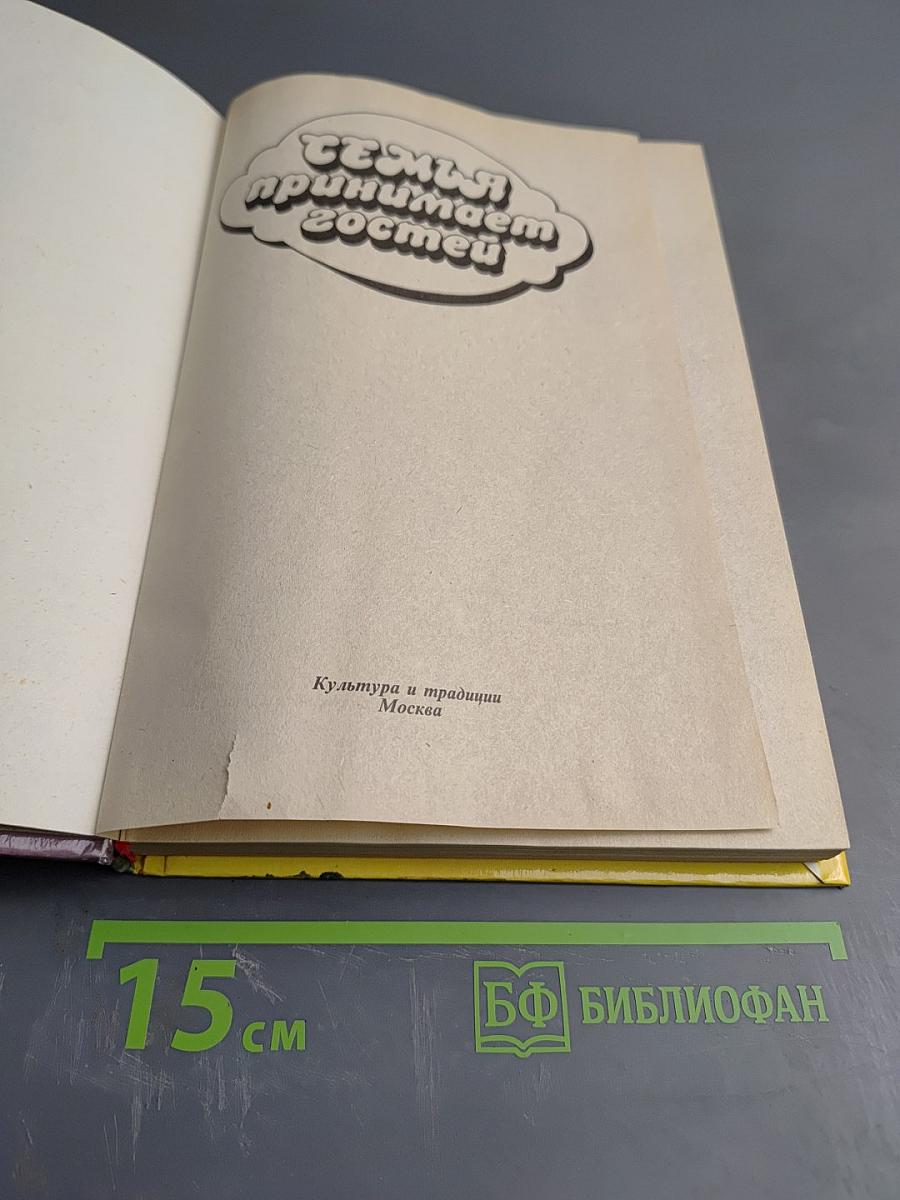 СЕМЬЯ
принимает
гостей
Культура и традиции
Москва
15 см
БФ БИБЛИОФАН